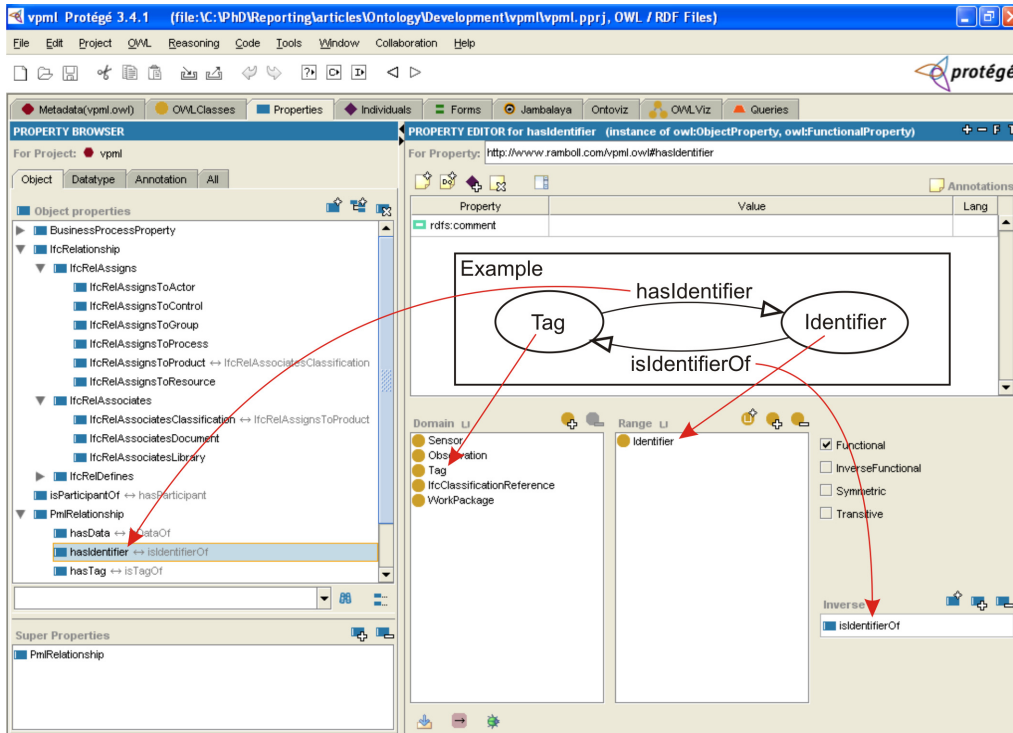 vpml Protégé 3.4.1 (file:\C:\PhD\Reporting\articles\Ontology\Development\vpml\vpml.pprj, OWL / RDF Files)
File Edit Project OWL Reasoning Code Tools Window Collaboration Help
protégé
Metadata(vpml.owl) OWLClasses Properties Individuals Forms Jambalaya Ontoviz OWLViz Queries
PROPERTY BROWSER
For Project: vpml
Object Datatype Annotation All
Object properties
BusinessProcessProperty
IfcRelationship
IfcRelAssigns
IfcRelAssignsToActor
IfcRelAssignsToControl
IfcRelAssignsToGroup
IfcRelAssignsToProcess
IfcRelAssignsToProduct ↔ IfcRelAssociatesClassification
IfcRelAssignsToResource
IfcRelAssociates
IfcRelAssociatesClassification ↔ IfcRelAssignsToProduct
IfcRelAssociatesDocument
IfcRelAssociatesLibrary
IfcRelDefines
isParticipantOf ↔ hasParticipant
PmlRelationship
hasData ↔ isDataOf
hasIdentifier ↔ isIdentifierOf
hasTag ↔ isTagOf
Super Properties
PmlRelationship
PROPERTY EDITOR for hasIdentifier (instance of owl:ObjectProperty, owl:FunctionalProperty)
For Property: http://www.ramboll.com/vpml.owl#hasIdentifier
Annotations
Property Value Lang
rdfs:comment
Example
hasIdentifier
Tag Identifier
isIdentifierOf
Domain
Sensor
Observation
Tag
IfcClassificationReference
WorkPackage
Range
Identifier
Functional
InverseFunctional
Symmetric
Transitive
Inverse
isIdentifierOf